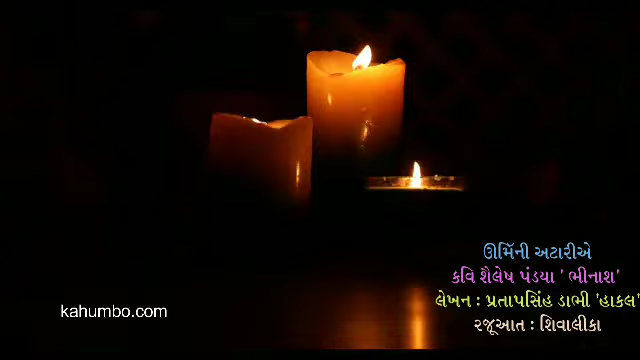 ઊર્મિની અટારીએ
કવિ શૈલેષ પંડયા ' ભીનાશ'
લેખન : પ્રતાપસિંહ ડાભી 'હાકલ'
રજૂઆત : શિવાલીકા
kahumbo.com